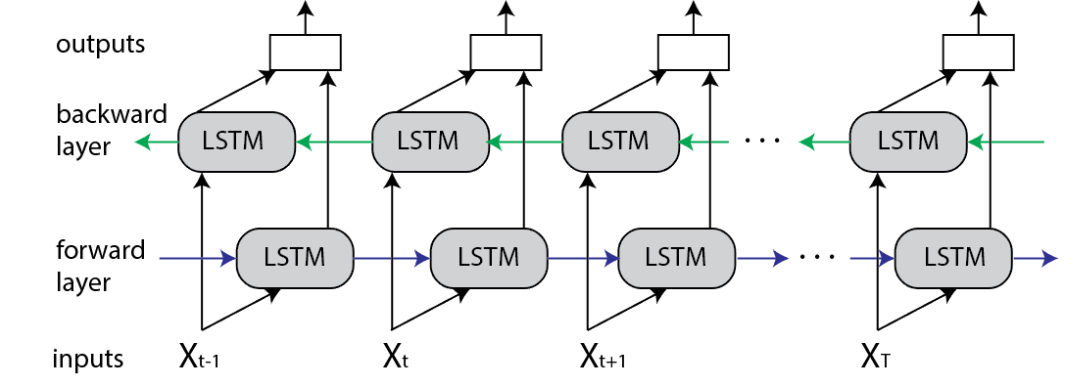 outputs
backward
layer
LSTM LSTM LSTM ... LSTM
forward
layer
LSTM LSTM LSTM ... LSTM
inputs Xt-1 Xt Xt+1 XT